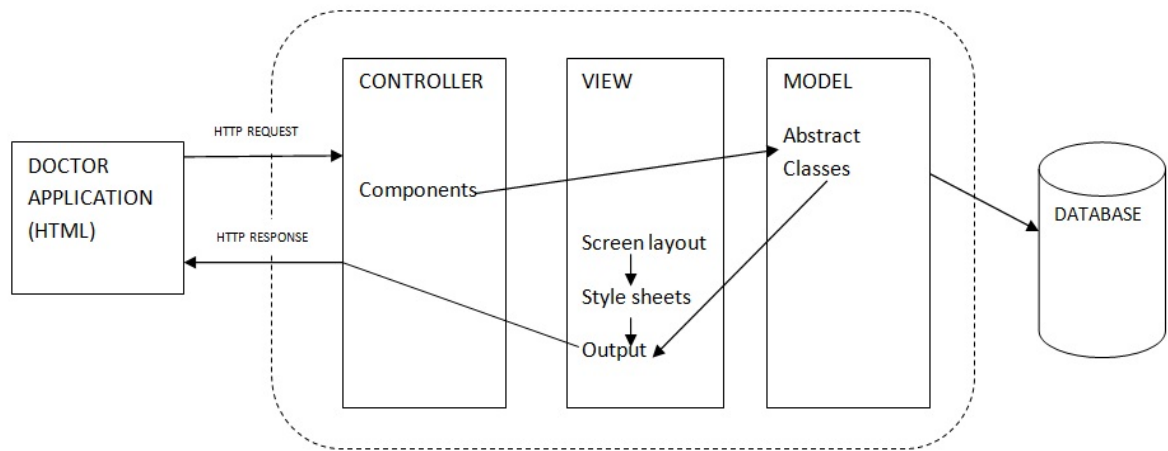 DOCTOR
APPLICATION
(HTML)
HTTP REQUEST
HTTP RESPONSE
CONTROLLER
Components
VIEW
Screen layout
Style sheets
Output
MODEL
Abstract
Classes
DATABASE